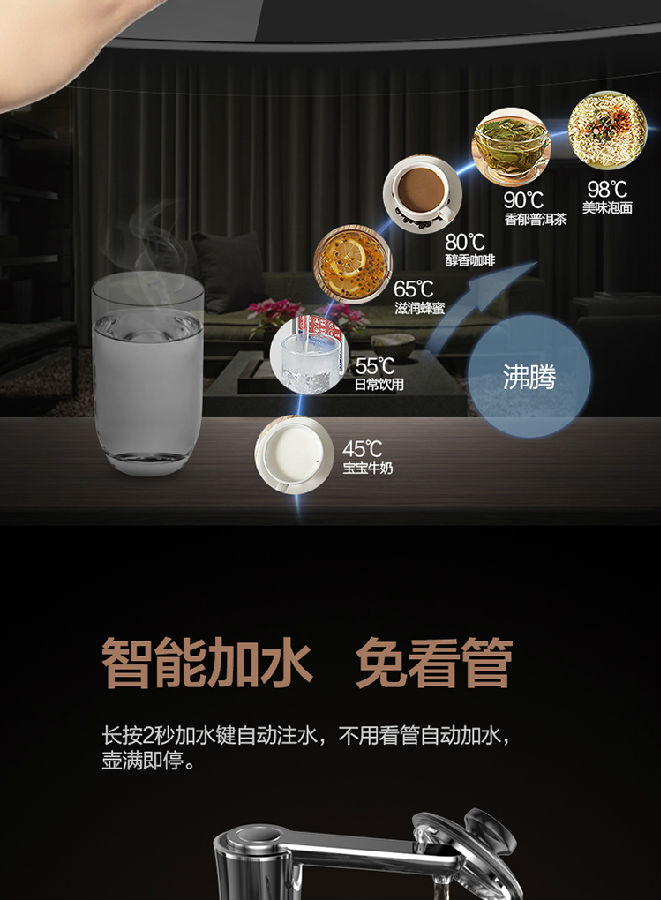 98℃
美味泡面
90℃
香郁普洱茶
80℃
醇香咖啡
65℃
滋润蜂蜜
55℃
日常饮用
沸腾
45℃
宝宝牛奶
智能加水 免看管
长按2秒加水键自动注水，不用看管自动加水，
壶满即停。